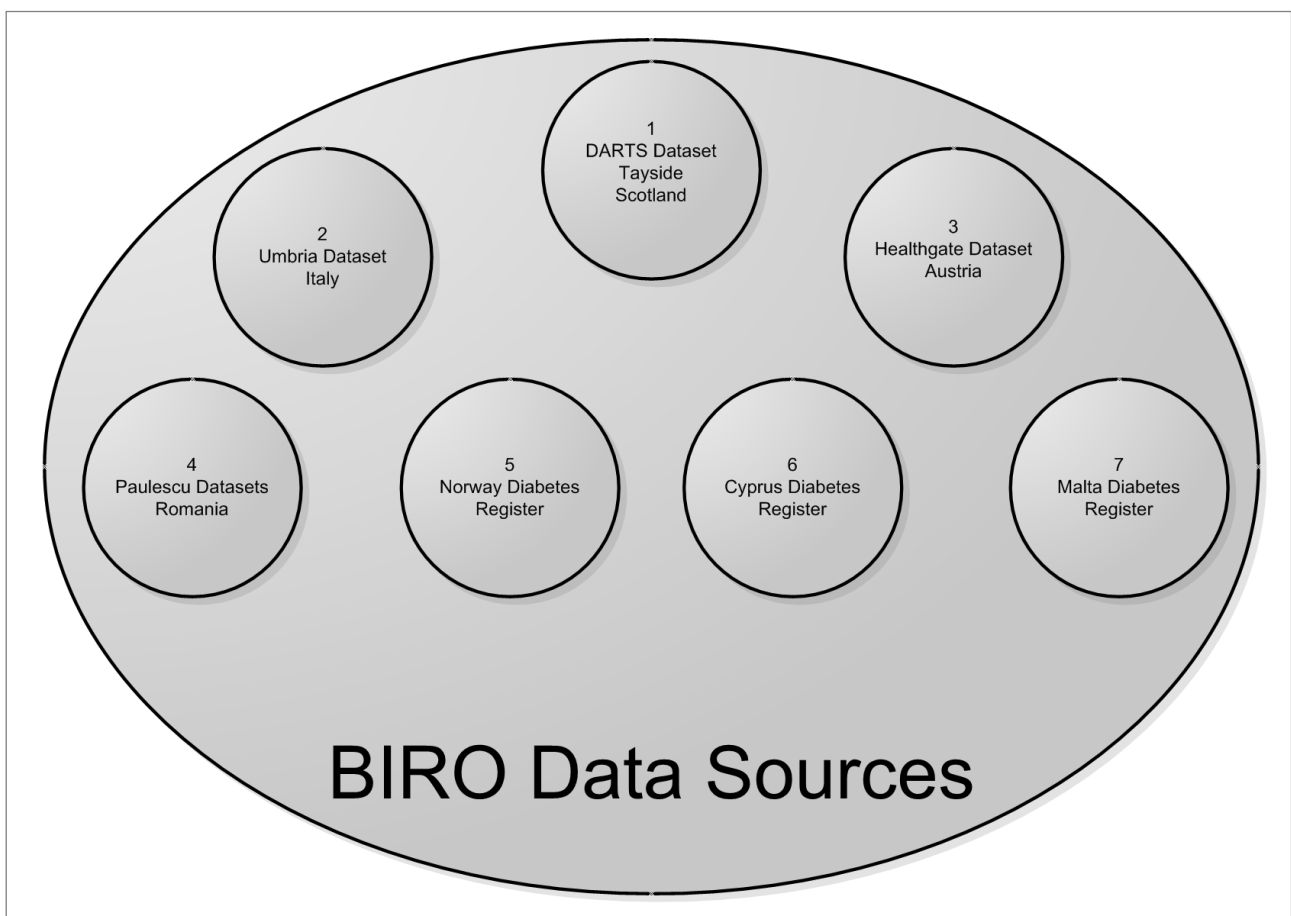 1
DARTS Dataset
Tayside
Scotland
2
Umbria Dataset
Italy
3
Healthgate Dataset
Austria
4
Paulescu Datasets
Romania
5
Norway Diabetes
Register
6
Cyprus Diabetes
Register
7
Malta Diabetes
Register
BIRO Data Sources